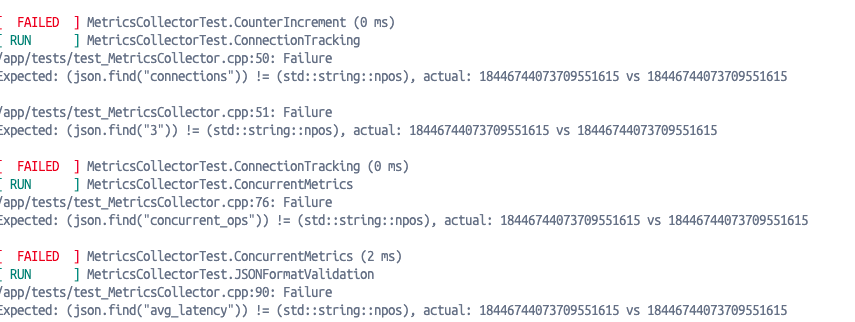 [  FAILED  ] MetricsCollectorTest.CounterIncrement (0 ms)
[ RUN      ] MetricsCollectorTest.ConnectionTracking
/app/tests/test_MetricsCollector.cpp:50: Failure
Expected: (json.find("connections")) != (std::string::npos), actual: 18446744073709551615 vs 18446744073709551615

/app/tests/test_MetricsCollector.cpp:51: Failure
Expected: (json.find("3")) != (std::string::npos), actual: 18446744073709551615 vs 18446744073709551615

[  FAILED  ] MetricsCollectorTest.ConnectionTracking (0 ms)
[ RUN      ] MetricsCollectorTest.ConcurrentMetrics
/app/tests/test_MetricsCollector.cpp:76: Failure
Expected: (json.find("concurrent_ops")) != (std::string::npos), actual: 18446744073709551615 vs 18446744073709551615

[  FAILED  ] MetricsCollectorTest.ConcurrentMetrics (2 ms)
[ RUN      ] MetricsCollectorTest.JSONFormatValidation
/app/tests/test_MetricsCollector.cpp:90: Failure
Expected: (json.find("avg_latency")) != (std::string::npos), actual: 18446744073709551615 vs 18446744073709551615